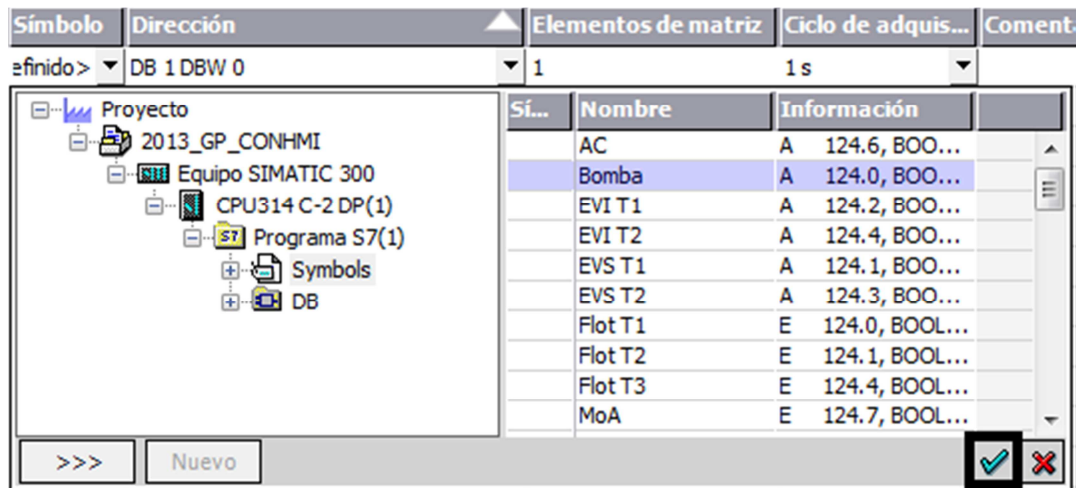 Símbolo Dirección Elementos de matriz Ciclo de adquis... Coment
efinido> DB 1 DBW 0 1 1 s
Proyecto
2013_GP_CONHMI
Equipo SIMATIC 300
CPU314 C-2 DP(1)
S7 Programa S7(1)
Symbols
DB
Sí... Nombre Información
AC A 124.6, BOO...
Bomba A 124.0, BOO...
EVI T1 A 124.2, BOO...
EVI T2 A 124.4, BOO...
EVS T1 A 124.1, BOO...
EVS T2 A 124.3, BOO...
Flot T1 E 124.0, BOOL...
Flot T2 E 124.1, BOOL...
Flot T3 E 124.4, BOOL...
MoA E 124.7, BOOL...
>>> Nuevo